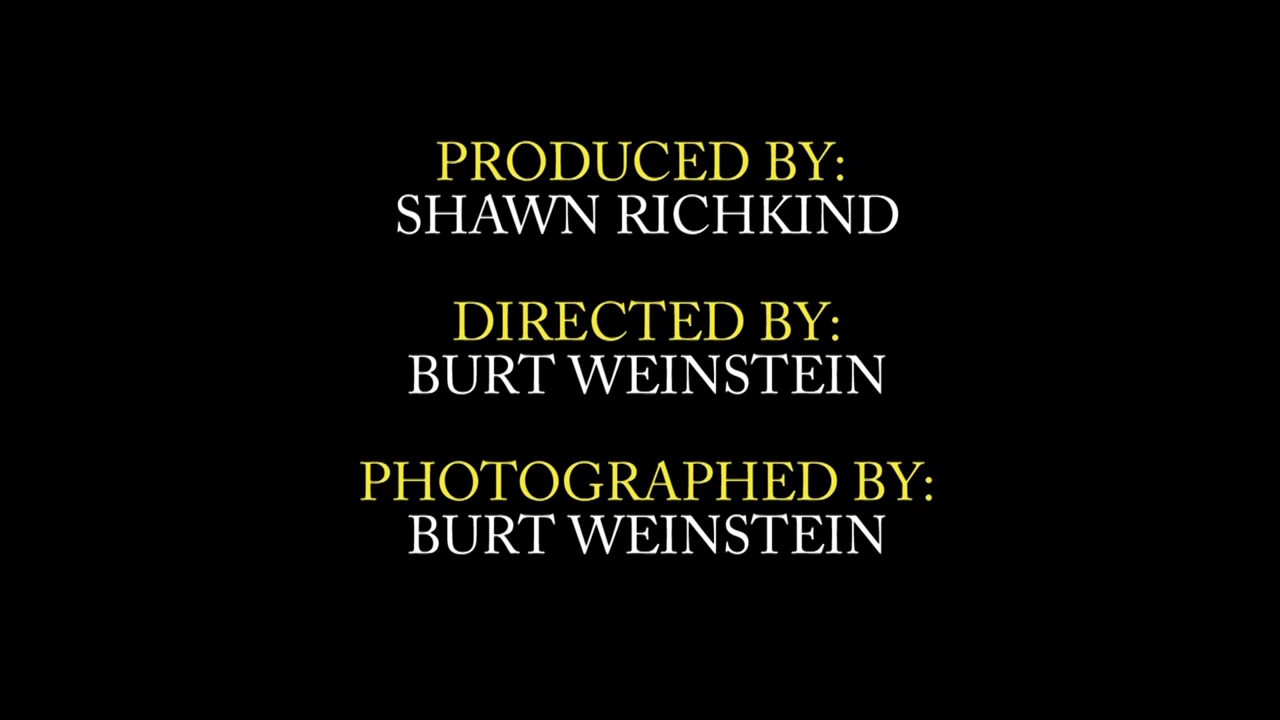 PRODUCED BY:
SHAWN RICHKIND
DIRECTED BY:
BURT WEINSTEIN
PHOTOGRAPHED BY:
BURT WEINSTEIN